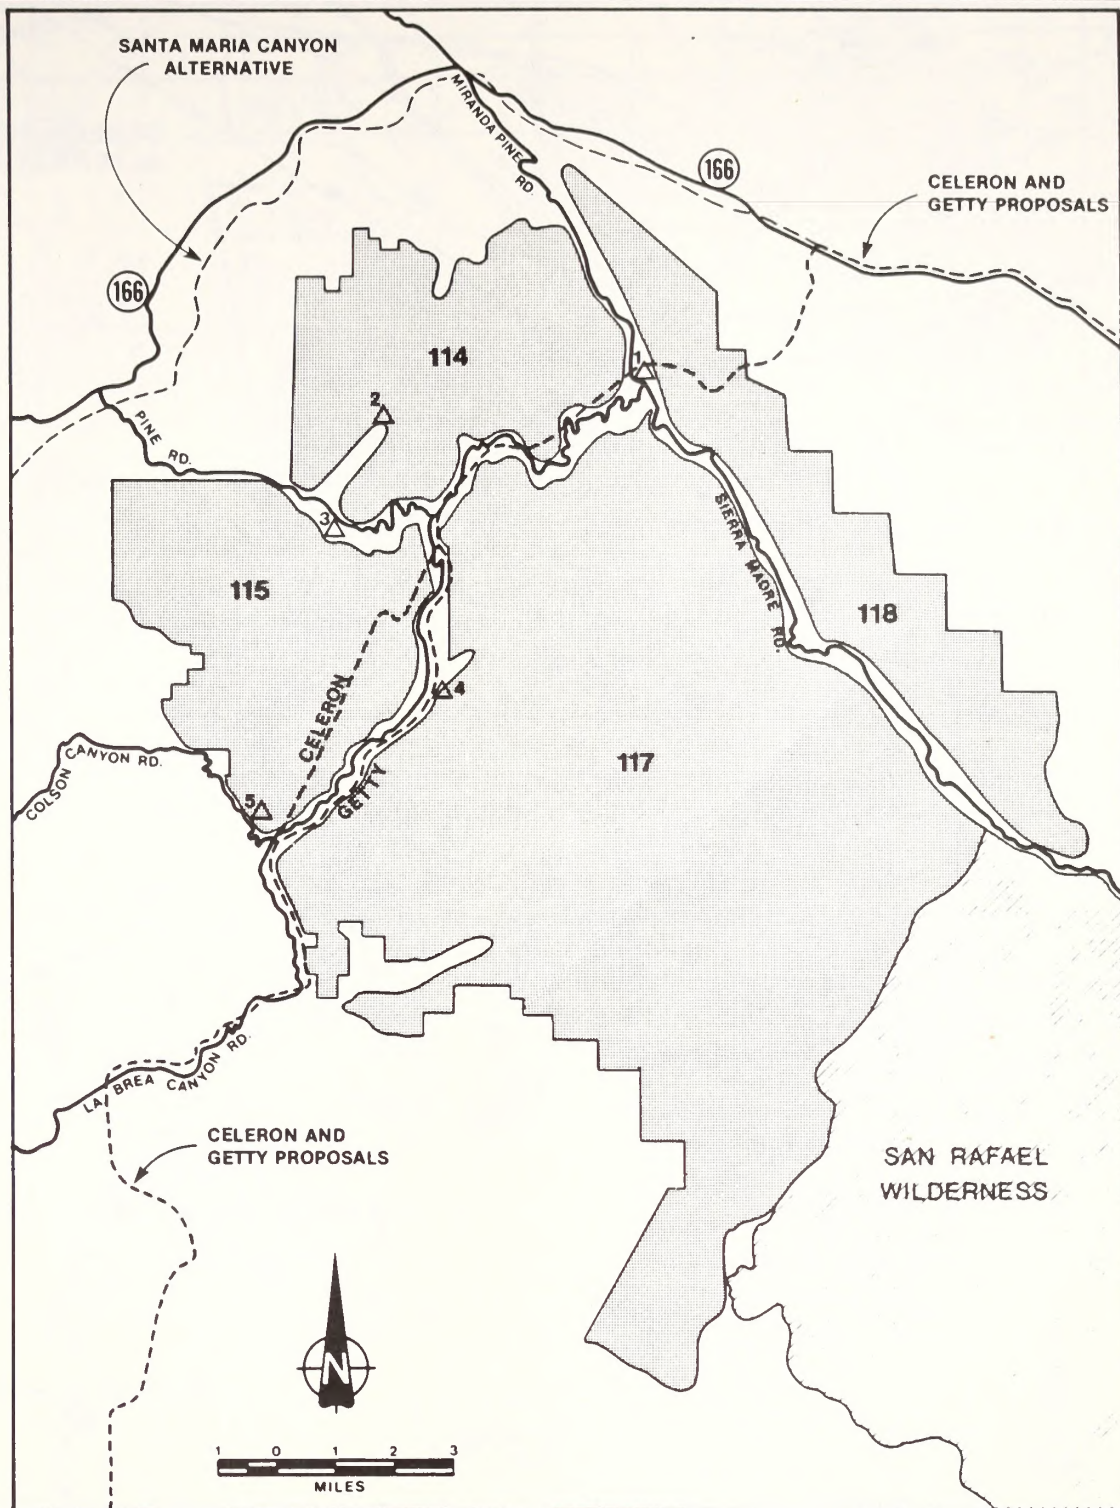 SANTA MARIA CANYON
ALTERNATIVE
MIRANDA PINE
RD.
166
CELERON AND
GETTY PROPOSALS
166
114
1
2
PINE RD.
3
SIERRA MADRE RD.
115
118
CELERON
4
117
GETTY
COLSON CANYON RD.
5
LA BREA CANYON RD.
CELERON AND
GETTY PROPOSALS
SAN RAFAEL
WILDERNESS
N
1 0 1 2 3
MILES